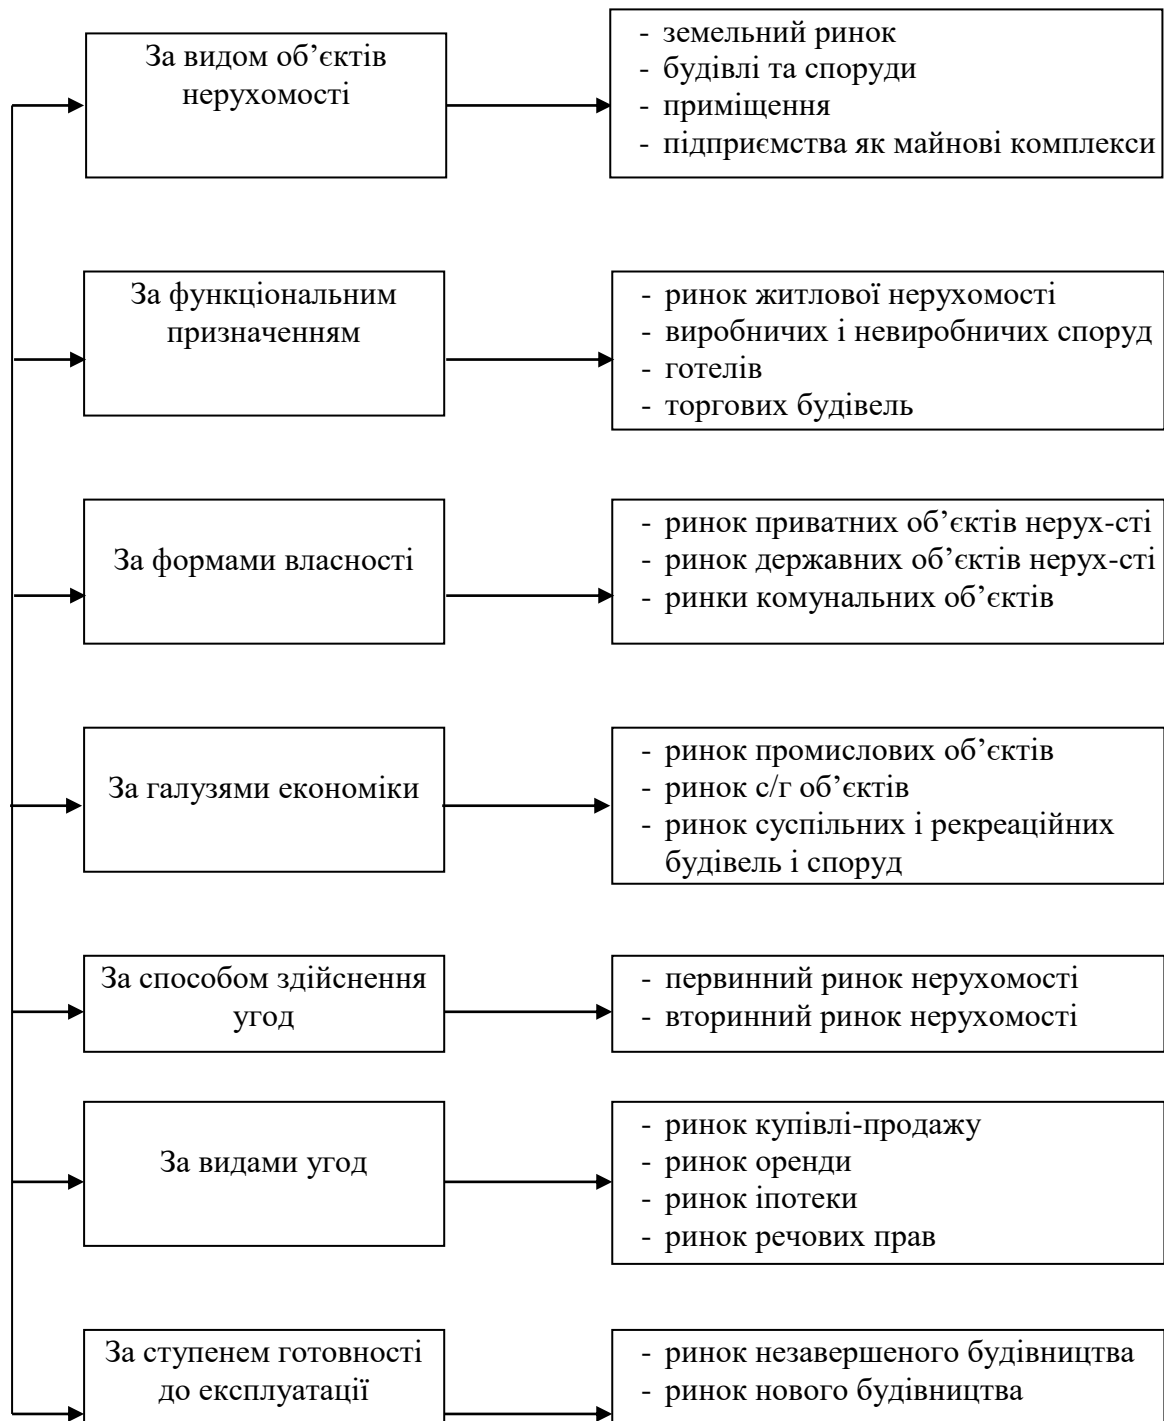 За видом об’єктів
нерухомості
- земельний ринок
- будівлі та споруди
- приміщення
- підприємства як майнові комплекси
За функціональним
призначенням
- ринок житлової нерухомості
- виробничих і невиробничих споруд
- готелів
- торгових будівель
За формами власності
- ринок приватних об’єктів нерух-сті
- ринок державних об’єктів нерух-сті
- ринки комунальних об’єктів
За галузями економіки
- ринок промислових об’єктів
- ринок с/г об’єктів
- ринок суспільних і рекреаційних
будівель і споруд
За способом здійснення
угод
- первинний ринок нерухомості
- вторинний ринок нерухомості
За видами угод
- ринок купівлі-продажу
- ринок оренди
- ринок іпотеки
- ринок речових прав
За ступенем готовності
до експлуатації
- ринок незавершеного будівництва
- ринок нового будівництва